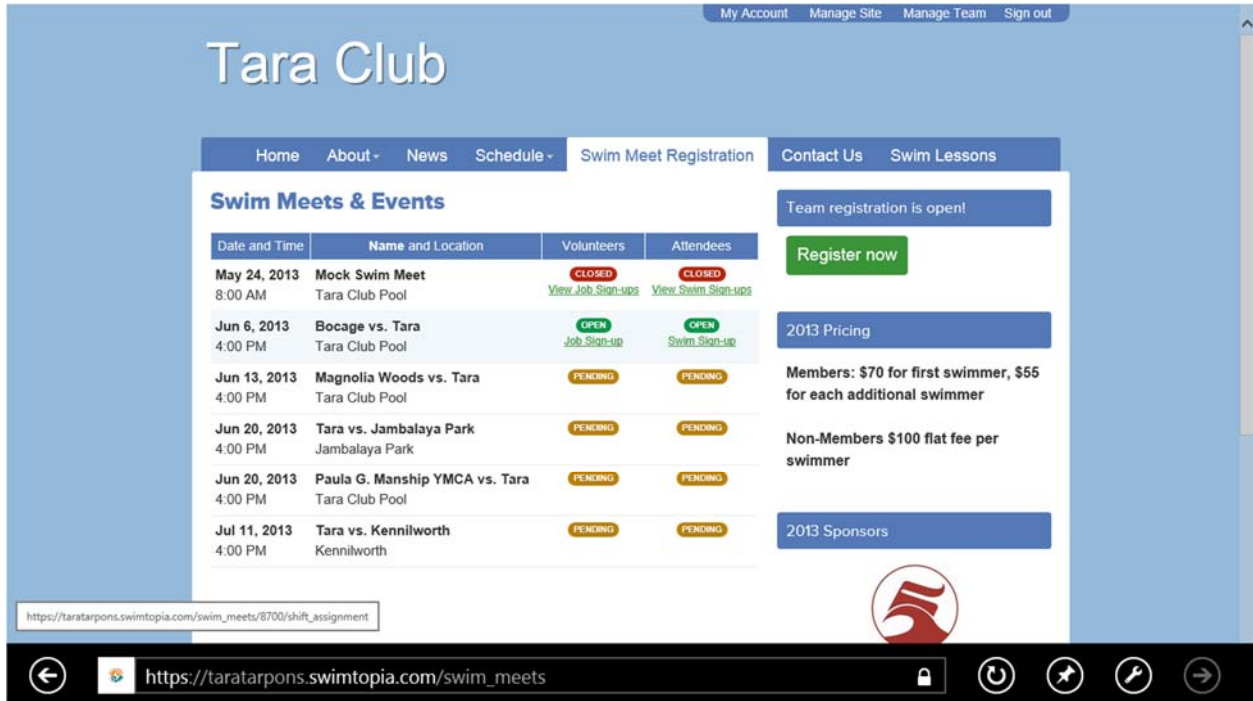 My Account Manage Site Manage Team Sign out
Tara Club
Home About News Schedule Swim Meet Registration Contact Us Swim Lessons
Swim Meets & Events
Date and Time Name and Location Volunteers Attendees
May 24, 2013 Mock Swim Meet CLOSED CLOSED
8:00 AM Tara Club Pool View Job Sign-ups View Swim Sign-ups
Jun 6, 2013 Bocage vs. Tara OPEN OPEN
4:00 PM Tara Club Pool Job Sign-up Swim Sign-up
Jun 13, 2013 Magnolia Woods vs. Tara PENDING PENDING
4:00 PM Tara Club Pool
Jun 20, 2013 Tara vs. Jambalaya Park PENDING PENDING
4:00 PM Jambalaya Park
Jun 20, 2013 Paula G. Manship YMCA vs. Tara PENDING PENDING
4:00 PM Tara Club Pool
Jul 11, 2013 Tara vs. Kennilworth PENDING PENDING
4:00 PM Kennilworth
Team registration is open!
Register now
2013 Pricing
Members: $70 for first swimmer, $55
for each additional swimmer
Non-Members $100 flat fee per
swimmer
2013 Sponsors
https://taratarpons.swimtopia.com/swim_meets/8700/shift_assignment
https://taratarpons.swimtopia.com/swim_meets